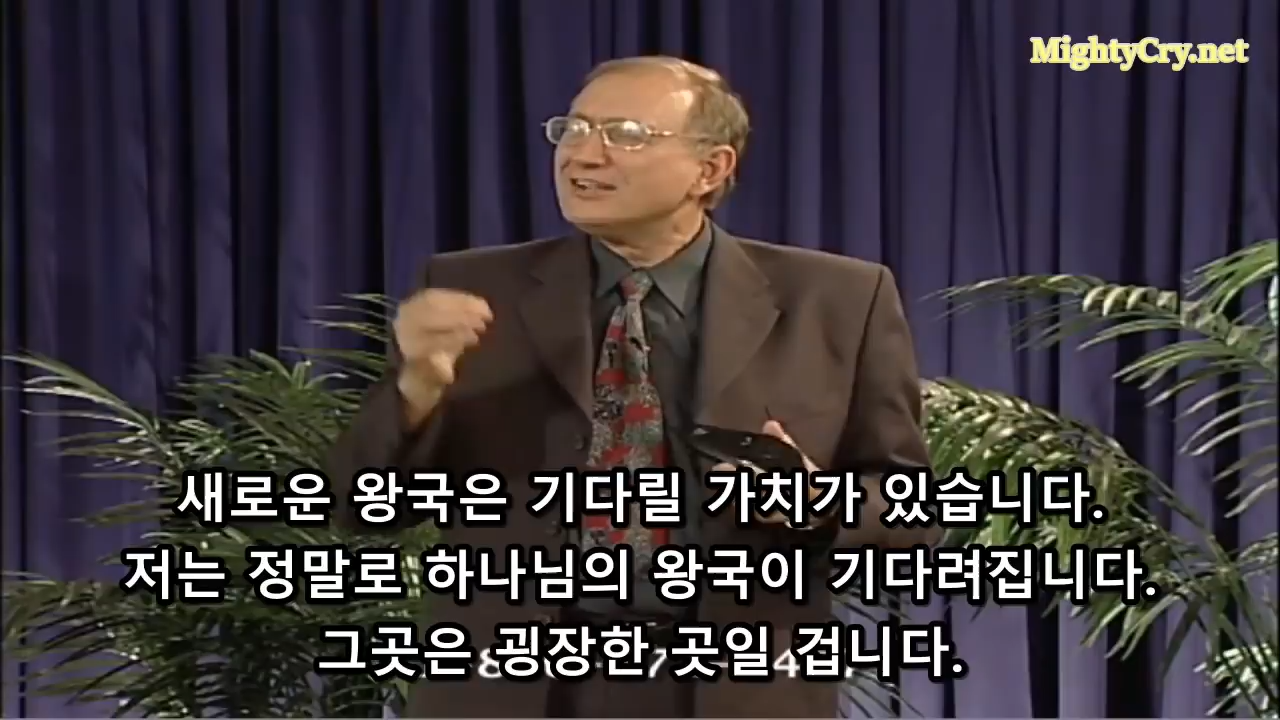 MightyCry.net
새로운 왕국은 기다릴 가치가 있습니다.
저는 정말로 하나님의 왕국이 기다려집니다.
그곳은 굉장한 곳일 겁니다.